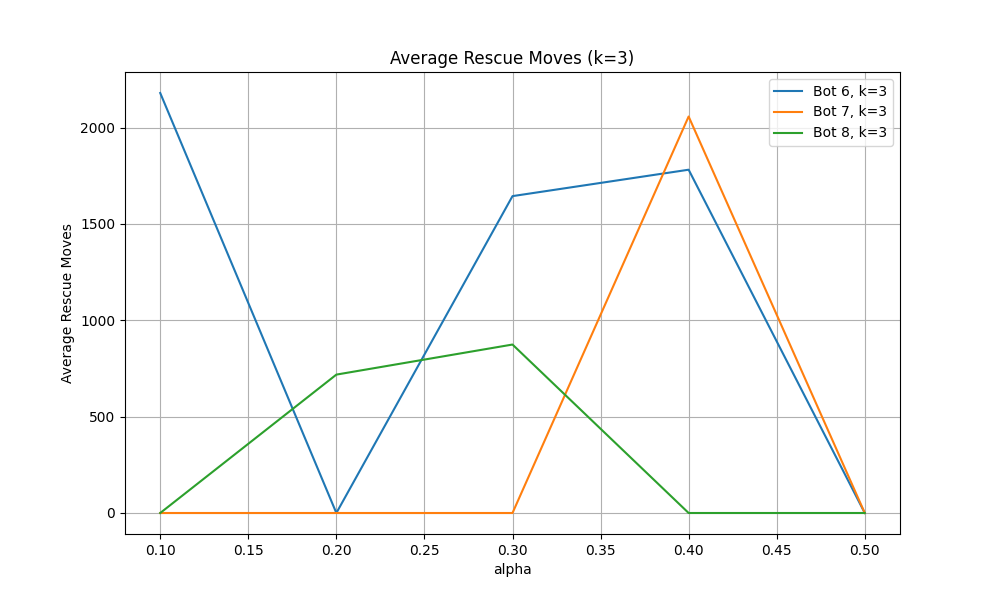 Average Rescue Moves (k=3)
Bot 6, k=3
Bot 7, k=3
Bot 8, k=3
Average Rescue Moves
2000
1500
1000
500
0
0.10 0.15 0.20 0.25 0.30 0.35 0.40 0.45 0.50
alpha